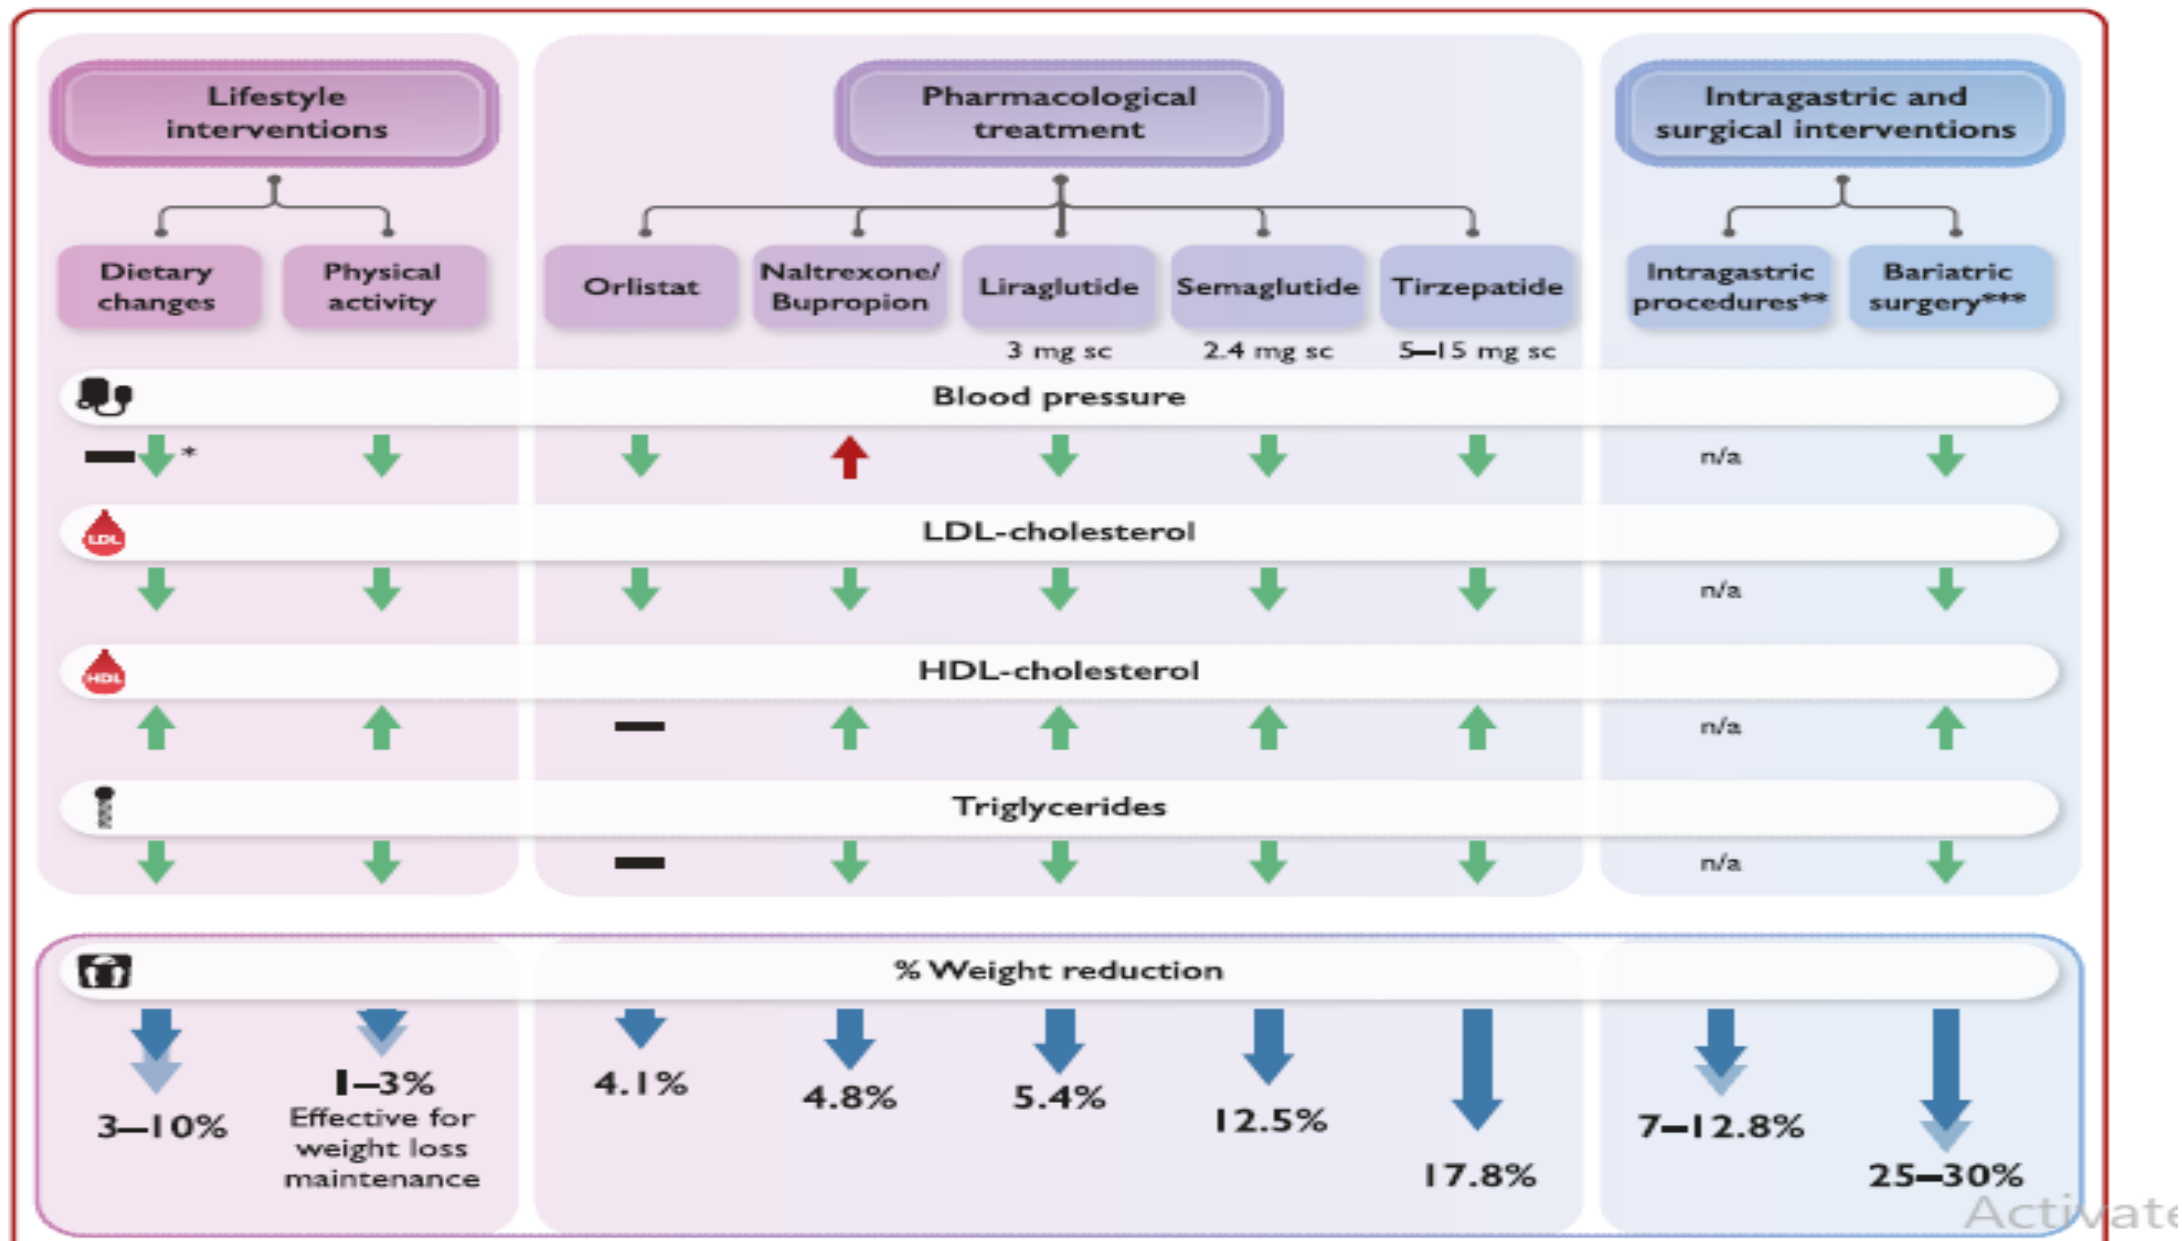 Lifestyle
interventions
Pharmacological
treatment
Intragastric and
surgical interventions
Dietary
changes
Physical
activity
Orlistat
Naltrexone/
Bupropion
Liraglutide
Semaglutide
Tirzepatide
Intragastric
procedures**
Bariatric
surgery***
3 mg sc
2.4 mg sc
5–15 mg sc
Blood pressure
*
n/a
LDL
LDL-cholesterol
n/a
HDL
HDL-cholesterol
n/a
Triglycerides
n/a
% Weight reduction
3–10%
1–3%
Effective for
weight loss
maintenance
4.1%
4.8%
5.4%
12.5%
17.8%
7–12.8%
25–30%
Activate